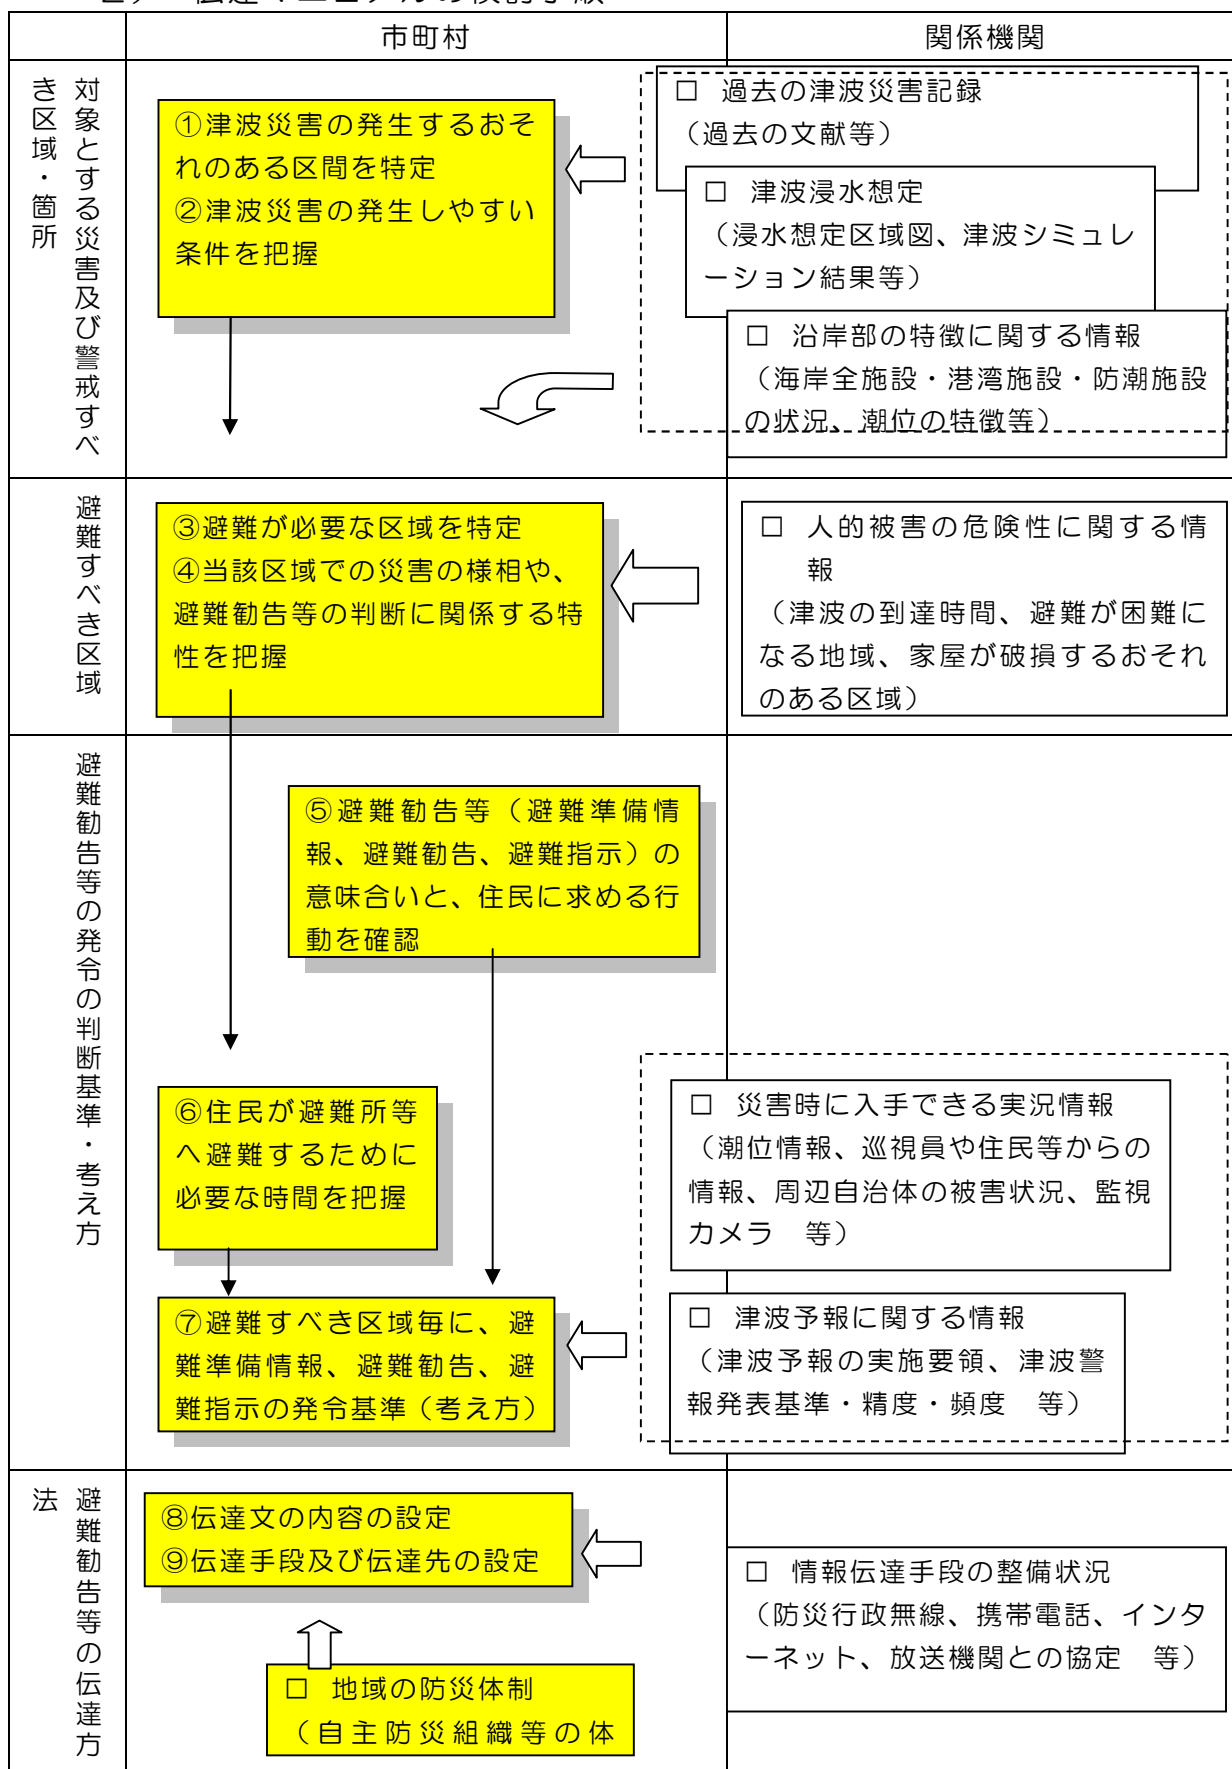 市町村
関係機関
対象とする災害及び警戒すべ
き区域・箇所
①津波災害の発生するおそ
れのある区間を特定
②津波災害の発生しやすい
条件を把握
□ 過去の津波災害記録
（過去の文献等）
□ 津波浸水想定
（浸水想定区域図、津波シミュレ
ーション結果等）
□ 沿岸部の特徴に関する情報
（海岸全施設・港湾施設・防潮施設
の状況、潮位の特徴等）
避難すべき区域
③避難が必要な区域を特定
④当該区域での災害の様相や、
避難勧告等の判断に関係する特
性を把握
□ 人的被害の危険性に関する情
報
（津波の到達時間、避難が困難に
なる地域、家屋が破損するおそれ
のある区域）
避難勧告等の発令の判断基準・考え方
⑤避難勧告等（避難準備情
報、避難勧告、避難指示）の
意味合いと、住民に求める行
動を確認
⑥住民が避難所等
へ避難するために
必要な時間を把握
□ 災害時に入手できる実況情報
（潮位情報、巡視員や住民等からの
情報、周辺自治体の被害状況、監視
カメラ 等）
⑦避難すべき区域毎に、避
難準備情報、避難勧告、避
難指示の発令基準（考え方）
□ 津波予報に関する情報
（津波予報の実施要領、津波警
報発表基準・精度・頻度 等）
避難勧告等の伝達方
法
⑧伝達文の内容の設定
⑨伝達手段及び伝達先の設定
□ 情報伝達手段の整備状況
（防災行政無線、携帯電話、インタ
ーネット、放送機関との協定 等）
□ 地域の防災体制
（自主防災組織等の体